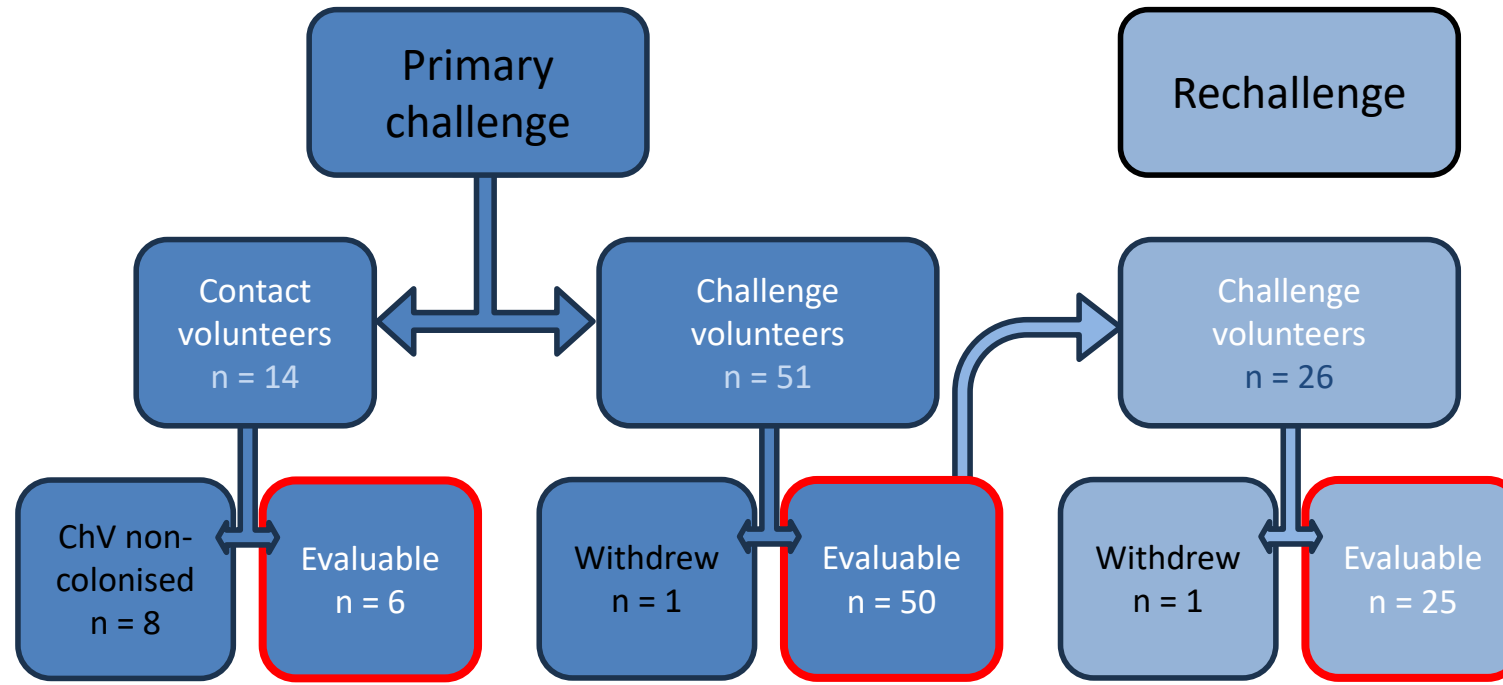 Primary
challenge
Rechallenge
Contact
volunteers
n = 14
Challenge
volunteers
n = 51
Challenge
volunteers
n = 26
ChV non-
colonised
n = 8
Evaluable
n = 6
Withdrew
n = 1
Evaluable
n = 50
Withdrew
n = 1
Evaluable
n = 25